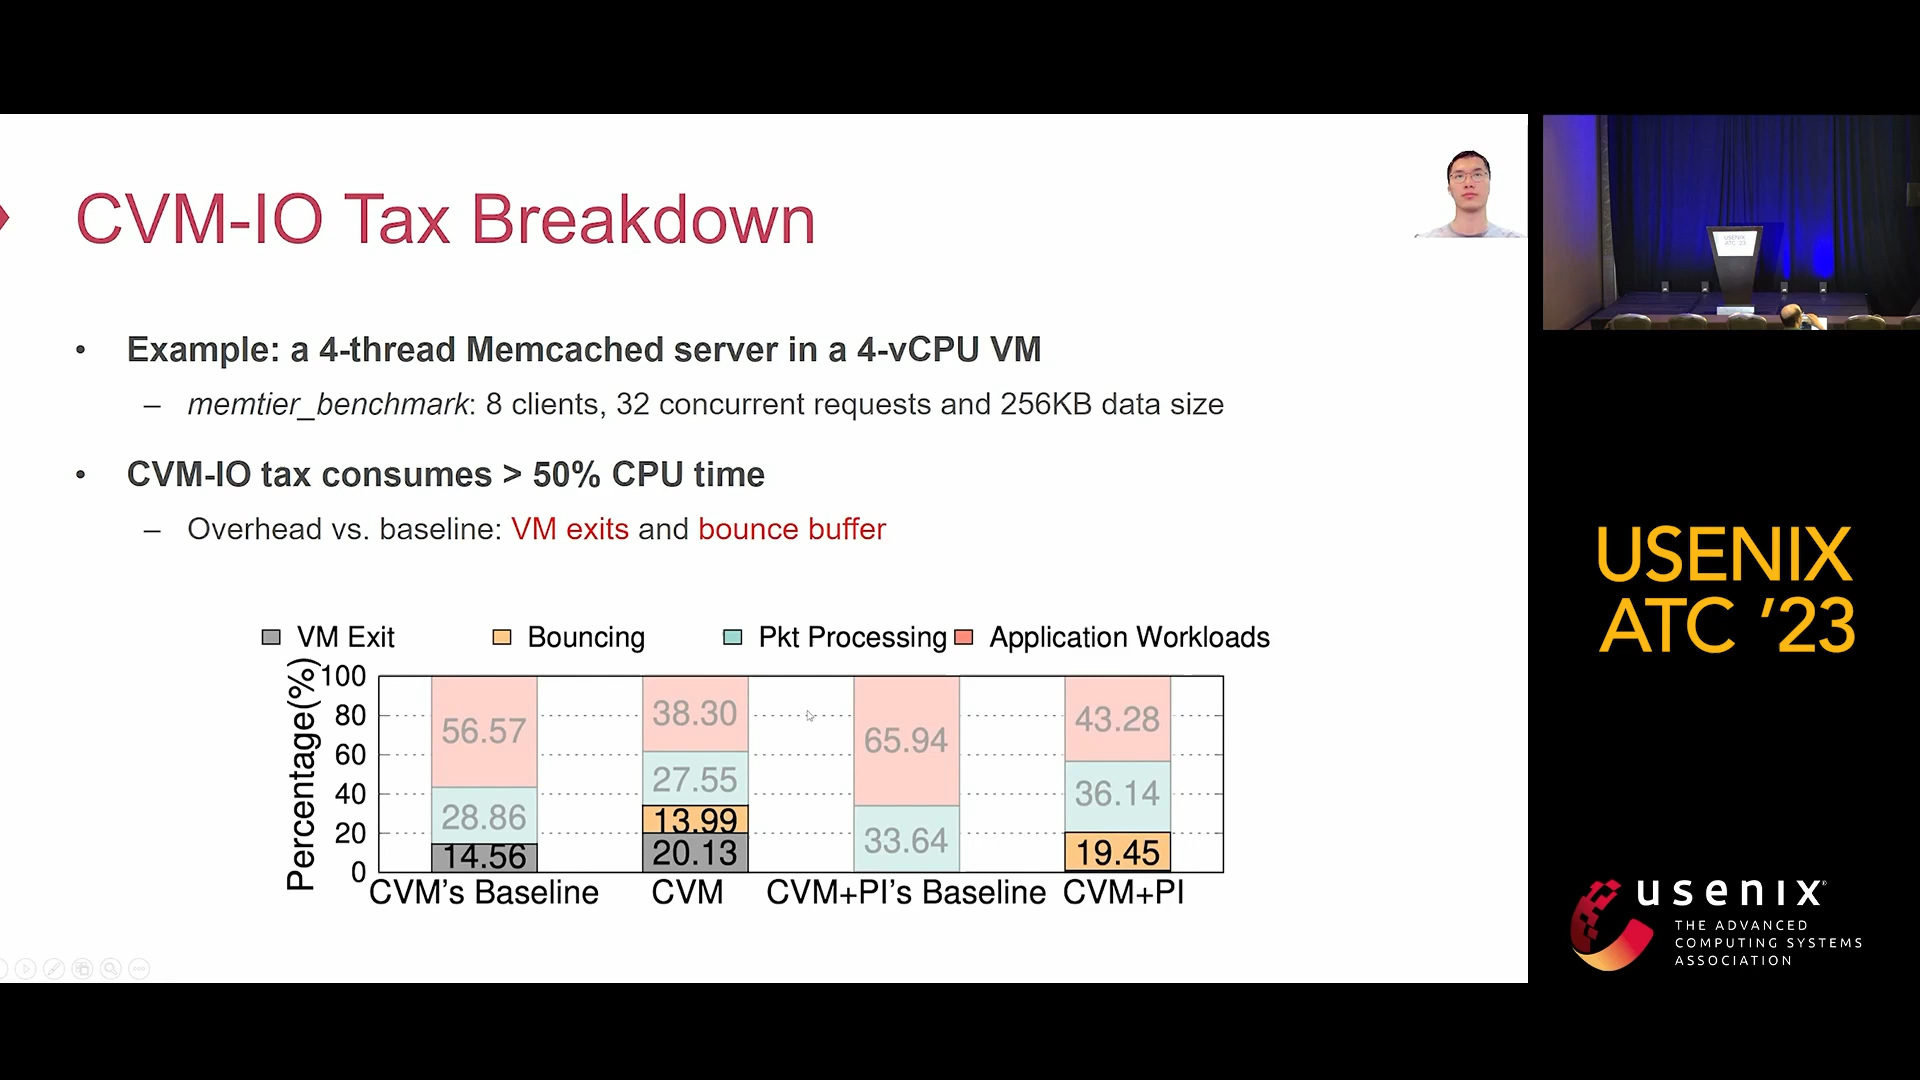 CVM-IO Tax Breakdown
• Example: a 4-thread Memcached server in a 4-vCPU VM
– memtier_benchmark: 8 clients, 32 concurrent requests and 256KB data size
• CVM-IO tax consumes > 50% CPU time
– Overhead vs. baseline: VM exits and bounce buffer
VM Exit Bouncing Pkt Processing Application Workloads
Percentage(%)
100
80
60
40
20
0
56.57
28.86
14.56
38.30
27.55
13.99
20.13
65.94
33.64
43.28
36.14
19.45
CVM's Baseline CVM CVM+PI's Baseline CVM+PI
USENIX
ATC '23
USENIX
ATC '23
usenix®
THE ADVANCED
COMPUTING SYSTEMS
ASSOCIATION